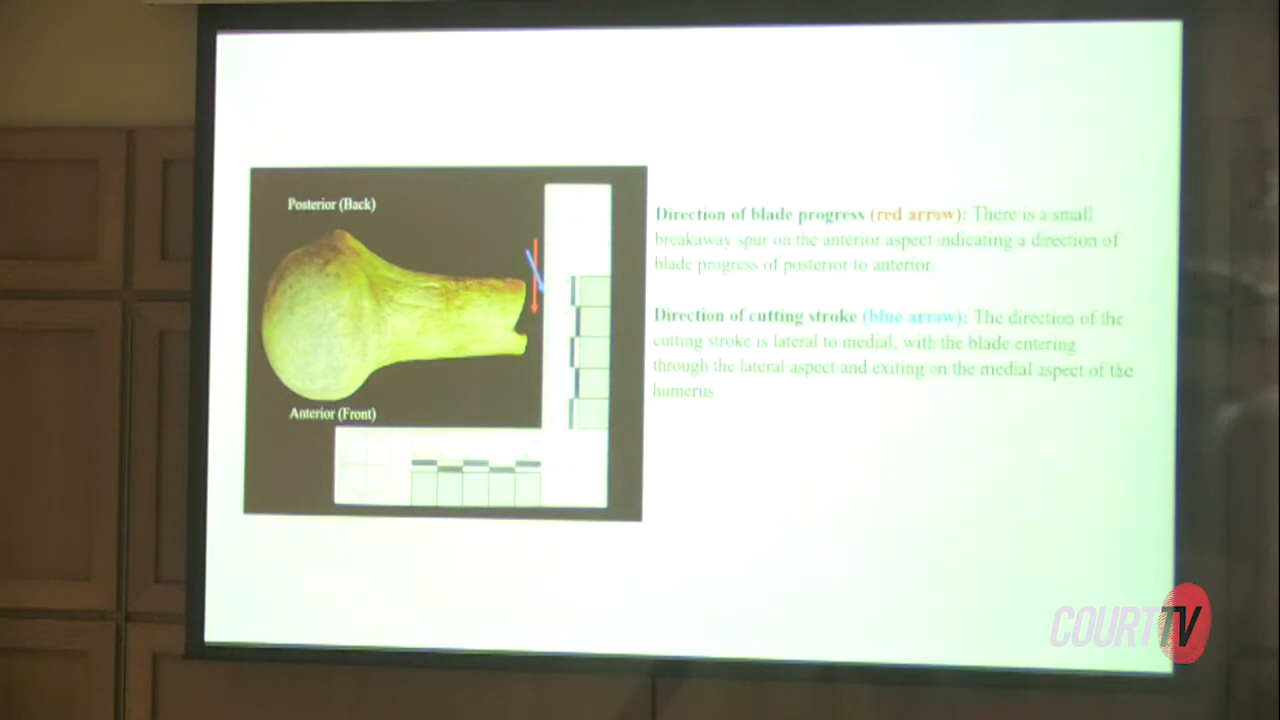 Posterior (Back)
Anterior (Front)
Direction of blade progress (red arrow): There is a small
breakaway spur on the anterior aspect indicating a direction of
blade progress of posterior to anterior.
Direction of cutting stroke (blue arrow): The direction of the
cutting stroke is lateral to medial, with the blade entering
through the lateral aspect and exiting on the medial aspect of the
humerus.
COURT TV